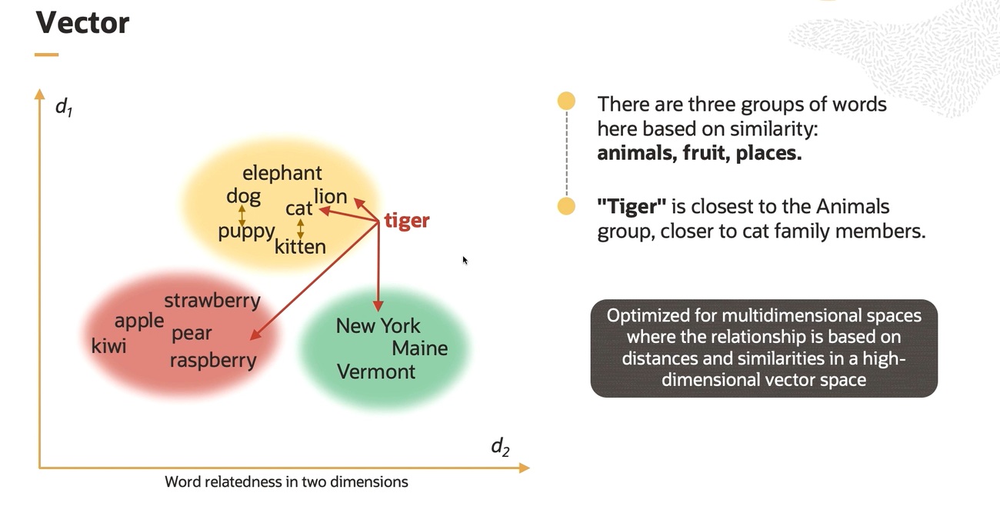 Vector
d1
elephant
dog
lion
cat
tiger
puppy
kitten
strawberry
apple
pear
kiwi
raspberry
New York
Maine
Vermont
d2
Word relatedness in two dimensions
There are three groups of words
here based on similarity:
animals, fruit, places.
"Tiger" is closest to the Animals
group, closer to cat family members.
Optimized for multidimensional spaces
where the relationship is based on
distances and similarities in a high-
dimensional vector space